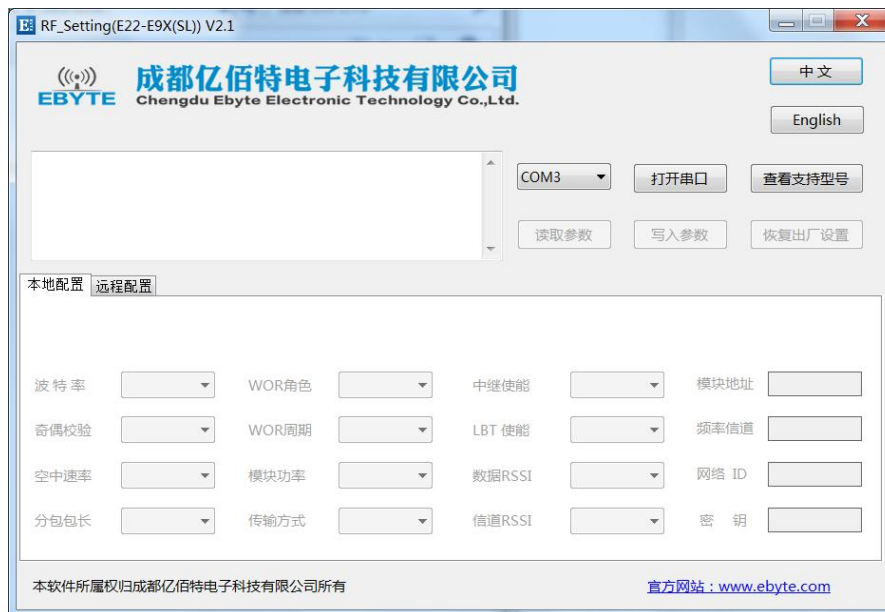 RF_Setting(E22-E9X(SL)) V2.1
EBYTE
成都亿佰特电子科技有限公司
Chengdu Ebyte Electronic Technology Co.,Ltd.
中文
English
COM3
打开串口
查看支持型号
读取参数
写入参数
恢复出厂设置
本地配置 远程配置
波特率 WOR角色 中继使能 模块地址
奇偶校验 WOR周期 LBT 使能 频率信道
空中速率 模块功率 数据RSSI 网络 ID
分包包长 传输方式 信道RSSI 密 钥
本软件所属权归成都亿佰特电子科技有限公司所有 官方网站：www.ebyte.com